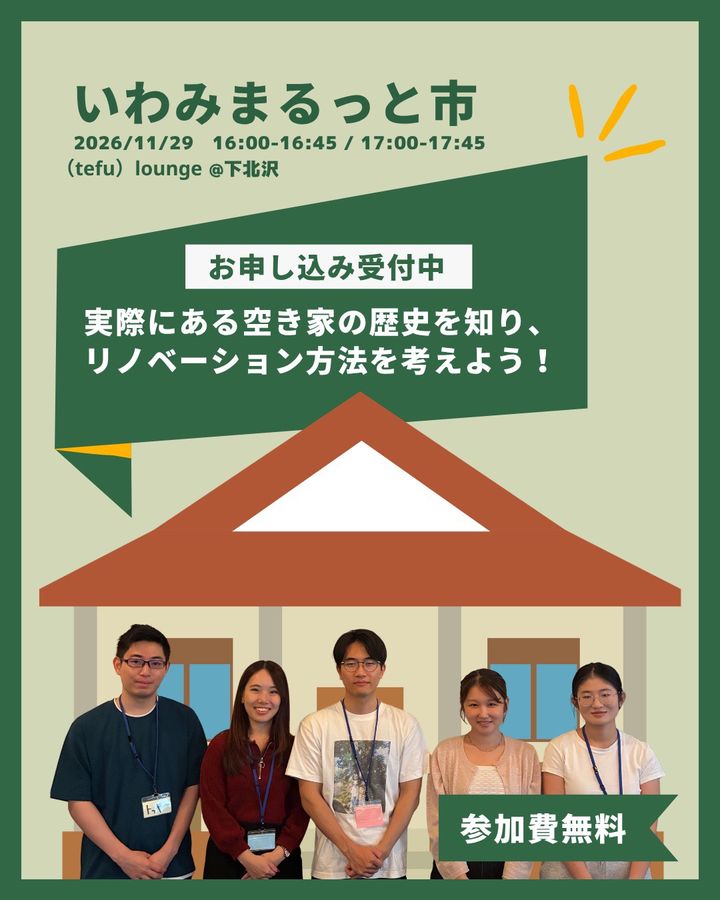 いわみまるっと市
2026/11/29 16:00-16:45 / 17:00-17:45
（tefu）lounge @下北沢
お申し込み受付中
実際にある空き家の歴史を知り、
リノベーション方法を考えよう！
参加費無料